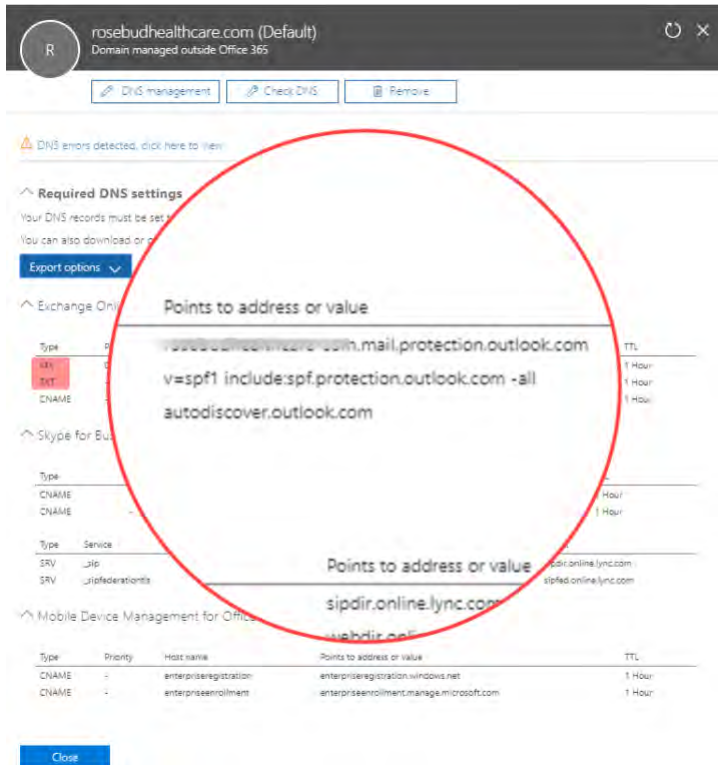 R
rosebudhealthcare.com (Default)
Domain managed outside Office 365
DNS management Check DNS Remove
DNS errors detected, click here to view
Required DNS settings
Your DNS records must be set
You can also download or
Export options
Exchange
Points to address or value
.mail.protection.outlook.com
v=spf1 include:spf.protection.outlook.com -all
autodiscover.outlook.com
Type TTL
MX 1 Hour
TXT 1 Hour
CNAME 1 Hour
Skype for
Type
CNAME Hour
CNAME - 1 Hour
Type Service
SRV _sip sipdir.online.lync.com
SRV _sipfederationtls sipfed.online.lync.com
Points to address or value
sipdir.online.lync.com
Mobile Device Management for Office
Type Priority Host name Points to address or value TTL
CNAME - enterpriseregistration enterpriseregistration.windows.net 1 Hour
CNAME - enterpriseenrollment enterpriseenrollment.manage.microsoft.com 1 Hour
Close